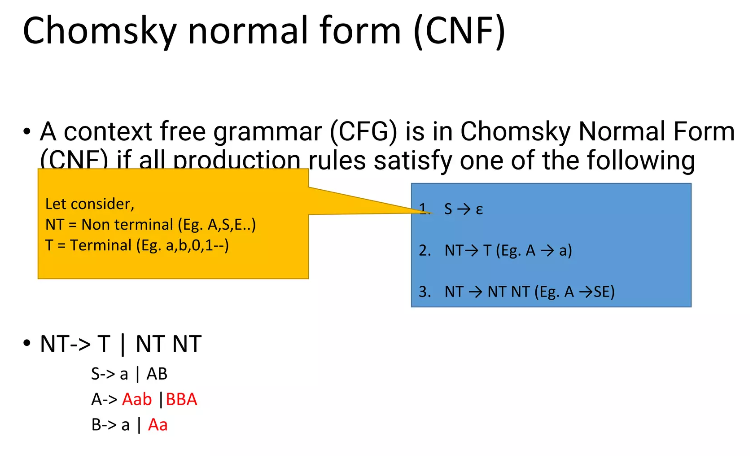 Chomsky normal form (CNF)
• A context free grammar (CFG) is in Chomsky Normal Form
(CNF) if all production rules satisfy one of the following
Let consider,
NT = Non terminal (Eg. A,S,E..)
T = Terminal (Eg. a,b,0,1--)
1. S → ε
2. NT→ T (Eg. A → a)
3. NT → NT NT (Eg. A →SE)
• NT-> T | NT NT
S-> a | AB
A-> Aab |BBA
B-> a | Aa